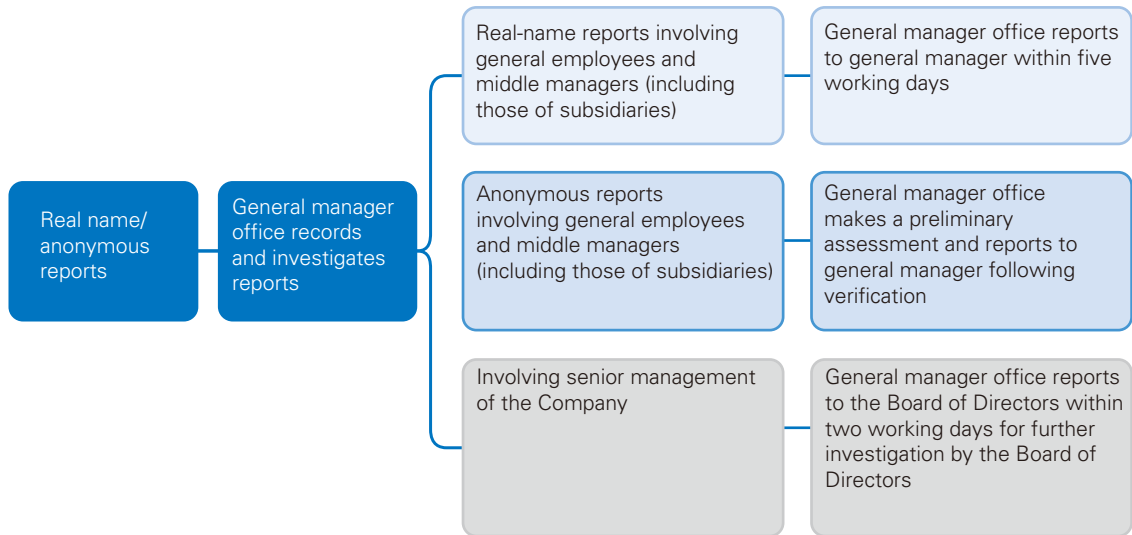 Real name/
anonymous
reports
General manager
office records
and investigates
reports
Real-name reports involving
general employees and
middle managers (including
those of subsidiaries)
General manager office reports
to general manager within five
working days
Anonymous reports
involving general employees
and middle managers
(including those of subsidiaries)
General manager office
makes a preliminary
assessment and reports to
general manager following
verification
Involving senior management
of the Company
General manager office reports
to the Board of Directors within
two working days for further
investigation by the Board of
Directors